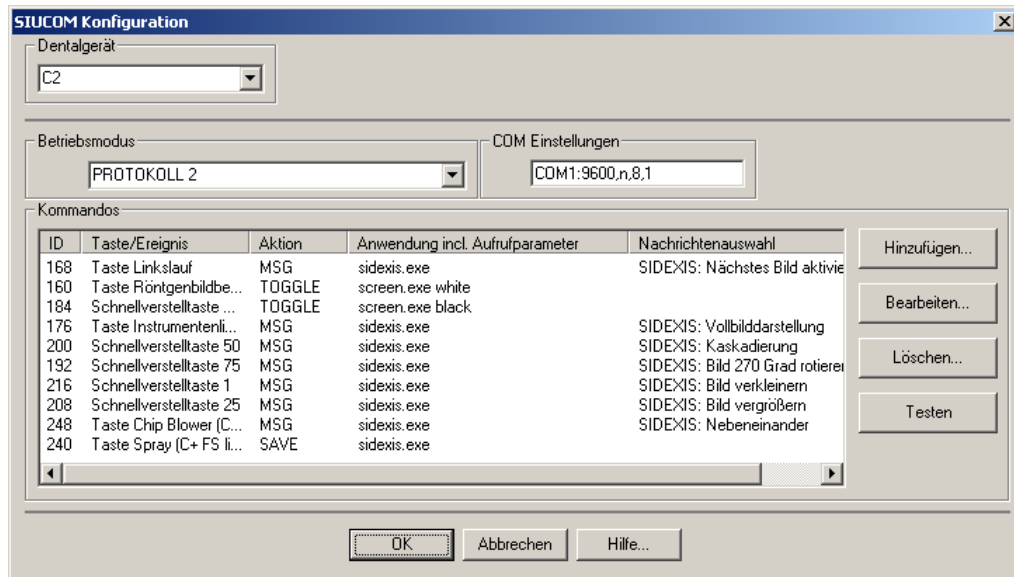 SIUCOM Konfiguration
Dentalgerät
C2
Betriebsmodus
COM Einstellungen
PROTOKOLL 2
COM1:9600,n,8,1
Kommandos
ID Taste/Ereignis Aktion Anwendung incl. Aufrufparameter Nachrichtenauswahl
168 Taste Linkslauf MSG sidexis.exe SIDEXIS: Nächstes Bild aktivie
160 Taste Röntgenbildbe... TOGGLE screen.exe white
184 Schnellverstelltaste ... TOGGLE screen.exe black
176 Taste Instrumentenli... MSG sidexis.exe SIDEXIS: Vollbilddarstellung
200 Schnellverstelltaste 50 MSG sidexis.exe SIDEXIS: Kaskadierung
192 Schnellverstelltaste 75 MSG sidexis.exe SIDEXIS: Bild 270 Grad rotierer
216 Schnellverstelltaste 1 MSG sidexis.exe SIDEXIS: Bild verkleinern
208 Schnellverstelltaste 25 MSG sidexis.exe SIDEXIS: Bild vergrößern
248 Taste Chip Blower (C... MSG sidexis.exe SIDEXIS: Nebeneinander
240 Taste Spray (C+ FS li... SAVE sidexis.exe
Hinzufügen...
Bearbeiten...
Löschen...
Testen
OK Abbrechen Hilfe...